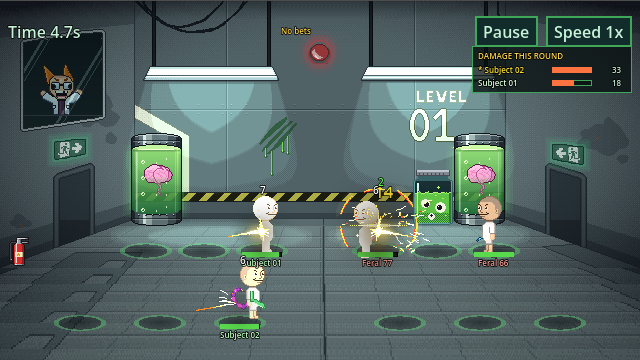 Time 4.7s
No bets
Pause
Speed 1x
DAMAGE THIS ROUND
* Subject 02 33
Subject 01 18
LEVEL
01
7
2
14
Subject 01
Feral 77
Feral 66
6
Subject 02